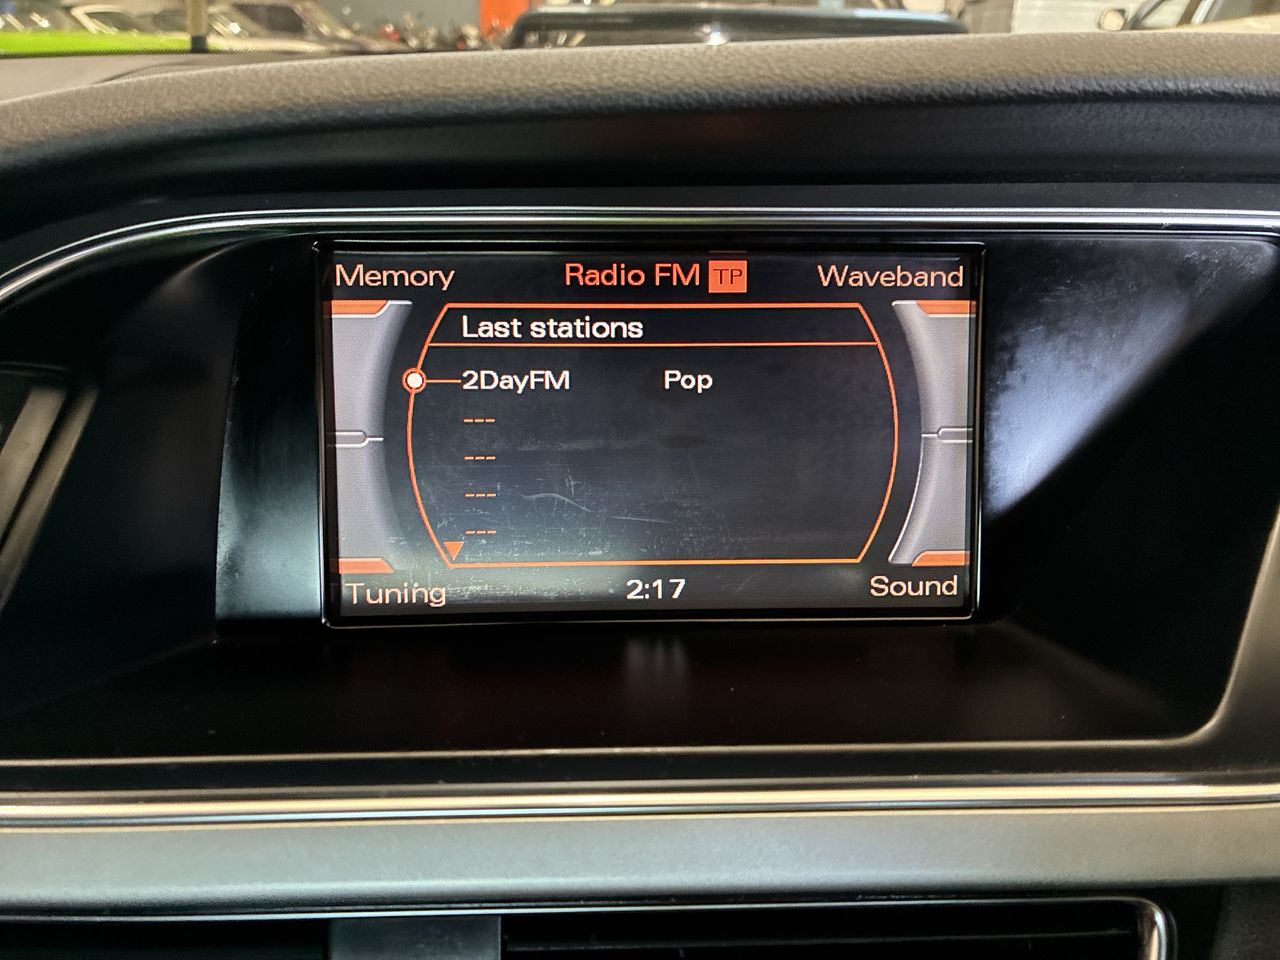 Memory Radio FM TP Waveband
Last stations
2DayFM Pop
---
---
---
---
Tuning 2:17 Sound